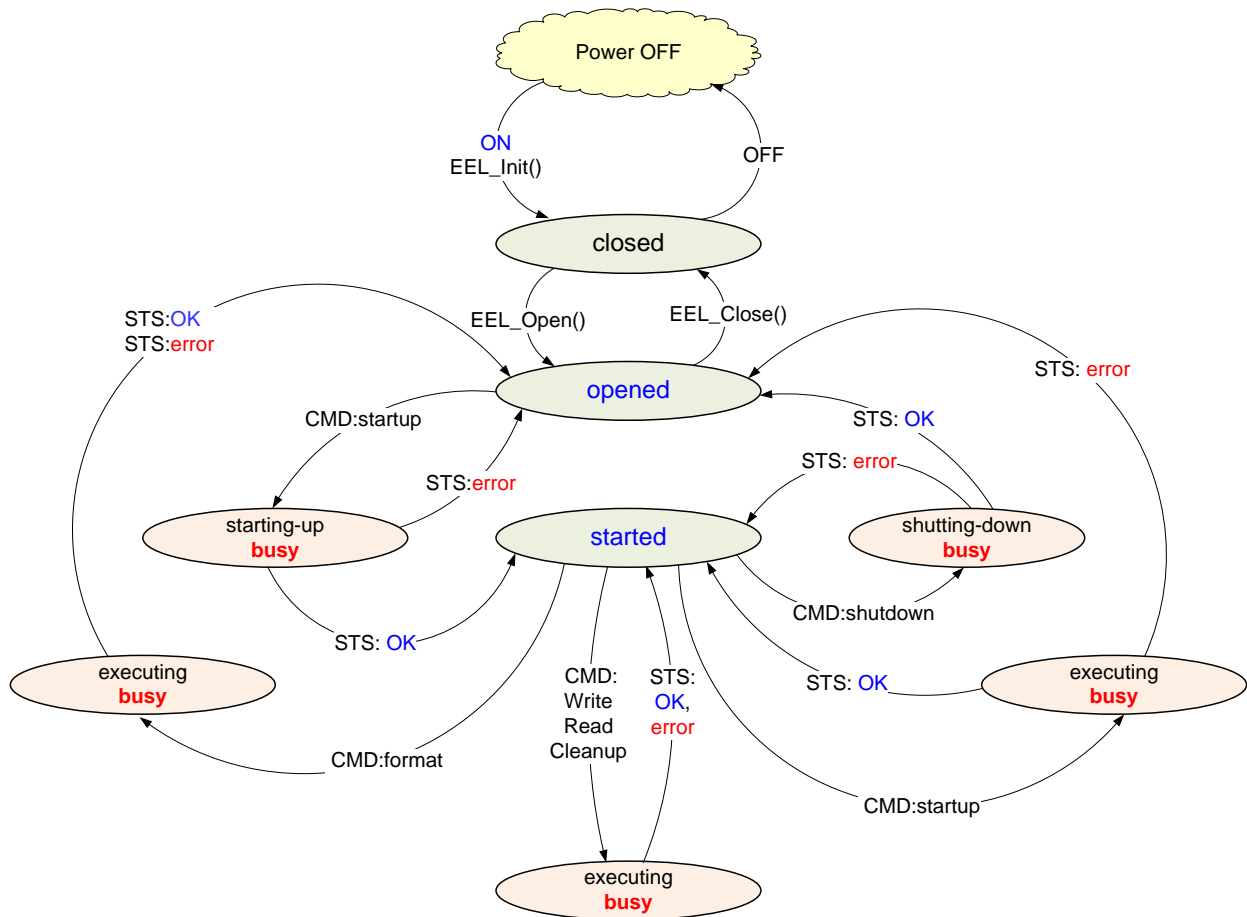 Power OFF
ON
EEL_Init()
OFF
closed
EEL_Open()
EEL_Close()
STS:OK
STS:error
STS: error
opened
CMD:startup
STS: OK
STS: error
STS:error
starting-up
busy
started
shutting-down
busy
CMD:shutdown
STS: OK
executing
busy
CMD:
Write
Read
Cleanup
STS:
OK,
error
STS: OK
executing
busy
CMD:format
CMD:startup
executing
busy